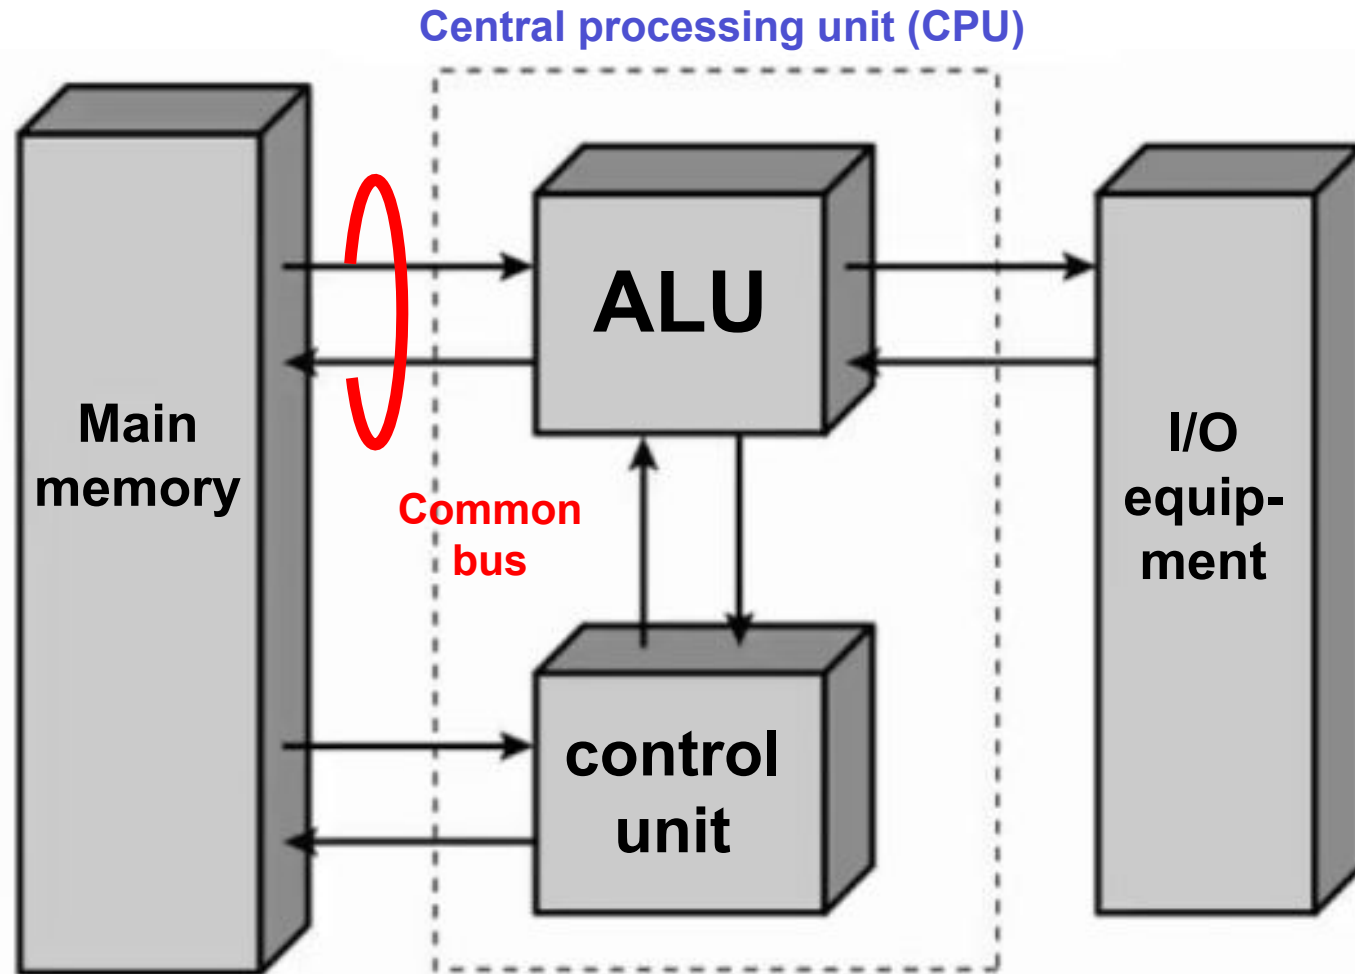 Central processing unit (CPU)
ALU
Main
memory
I/O
equip-
ment
Common
bus
control
unit